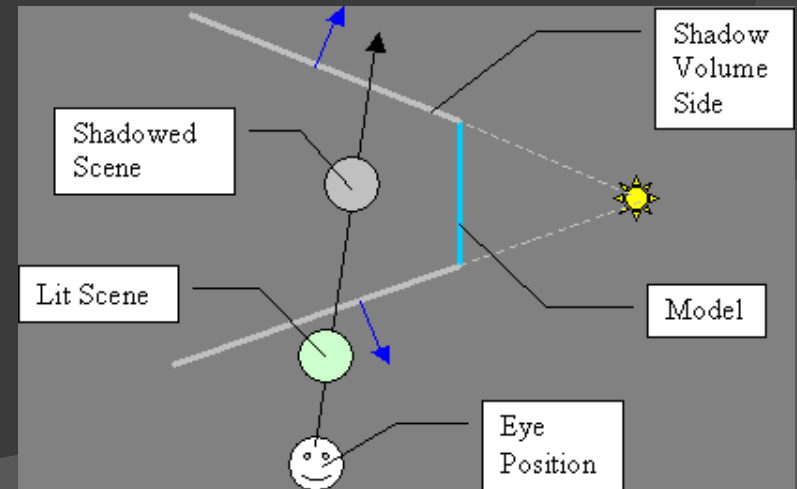 Shadow
Volume
Side
Shadowed
Scene
Lit Scene
Model
Eye
Position